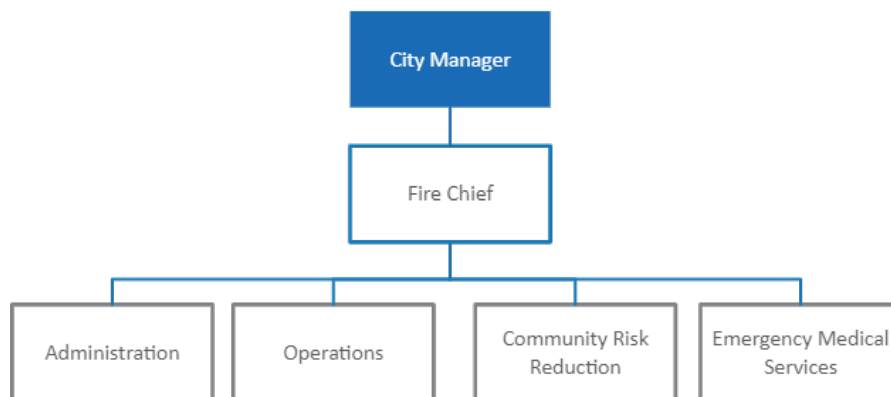 City Manager
Fire Chief
Administration
Operations
Community Risk
Reduction
Emergency Medical
Services